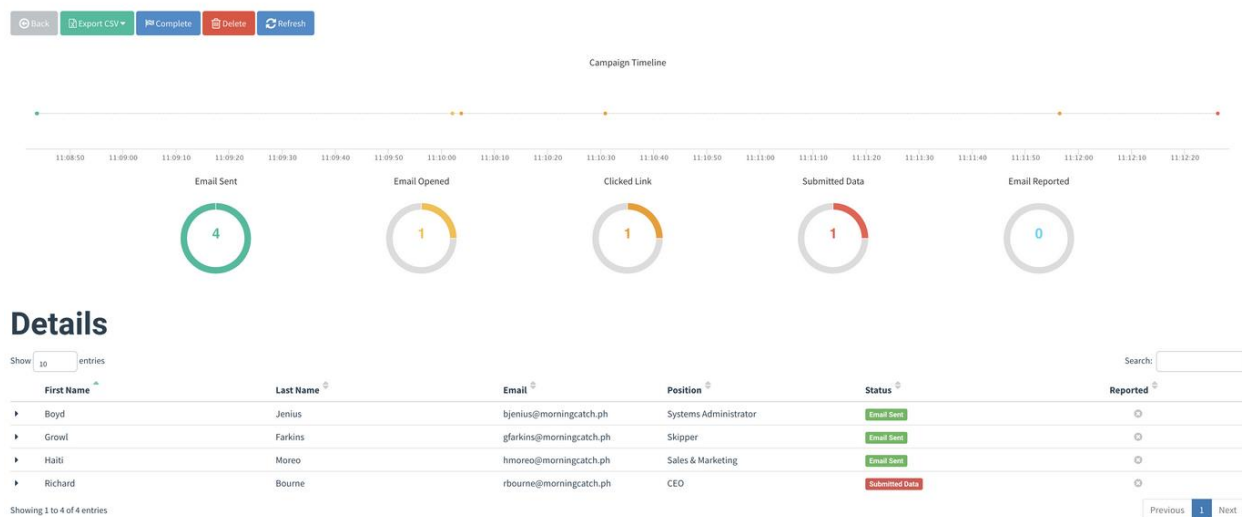 Back Export CSV Complete Delete Refresh
Campaign Timeline
11:08:50 11:09:00 11:09:10 11:09:20 11:09:30 11:09:40 11:09:50 11:10:00 11:10:10 11:10:20 11:10:30 11:10:40 11:10:50 11:11:00 11:11:10 11:11:20 11:11:30 11:11:40 11:11:50 11:12:00 11:12:10 11:12:20
Email Sent Email Opened Clicked Link Submitted Data Email Reported
4 1 1 1 0
Details
Show 10 entries Search:
First Name Last Name Email Position Status Reported
Boyd Jenius bjenius@morningcatch.ph Systems Administrator Email Sent
Growl Farkins gfarkins@morningcatch.ph Skipper Email Sent
Haiti Moreo hmoreo@morningcatch.ph Sales & Marketing Email Sent
Richard Bourne rbourne@morningcatch.ph CEO Submitted Data
Showing 1 to 4 of 4 entries Previous 1 Next